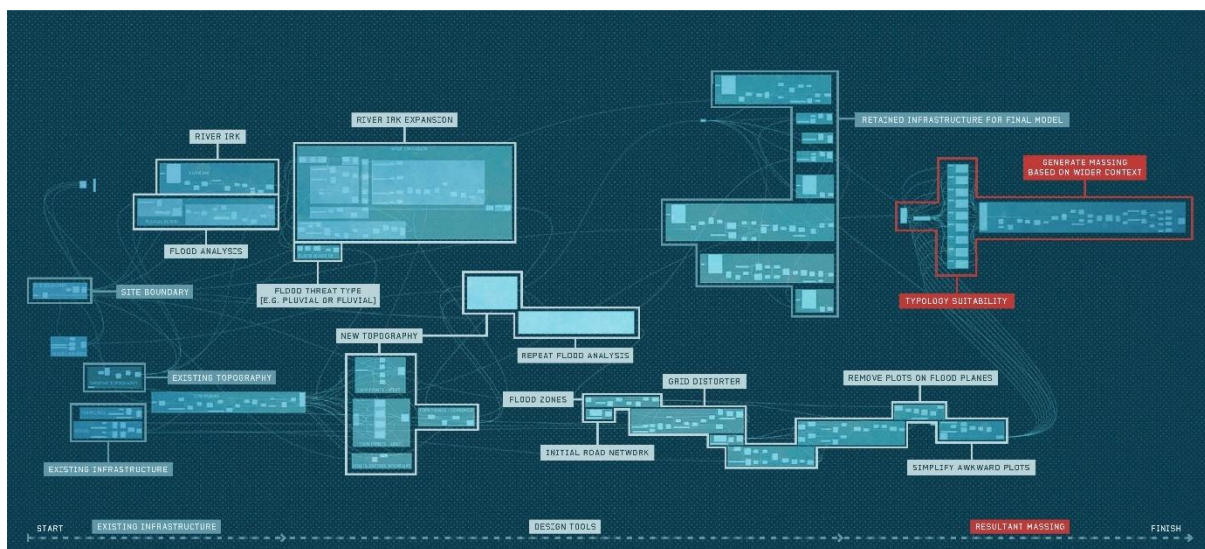 RIVER IRK
RIVER IRK EXPANSION
RETAINED INFRASTRUCTURE FOR FINAL MODEL
GENERATE MASSING
BASED ON WIDER CONTEXT
FLOOD ANALYSES
SITE BOUNDARY
FLOOD THREAT TYPE
[E.G. PLUVIAL OR FLUVIAL]
TYPOLOGY SUITABILITY
NEW TOPOGRAPHY
REPEAT FLOOD ANALYSIS
EXISTING TOPOGRAPHY
GRID DISTORTER
REMOVE PLOTS ON FLOOD PLANES
FLOOD ZONES
INITIAL ROAD NETWORK
EXISTING INFRASTRUCTURE
SIMPLIFY AWKWARD PLOTS
START
EXISTING INFRASTRUCTURE
DESIGN TOOLS
RESULTANT MASSING
FINISH